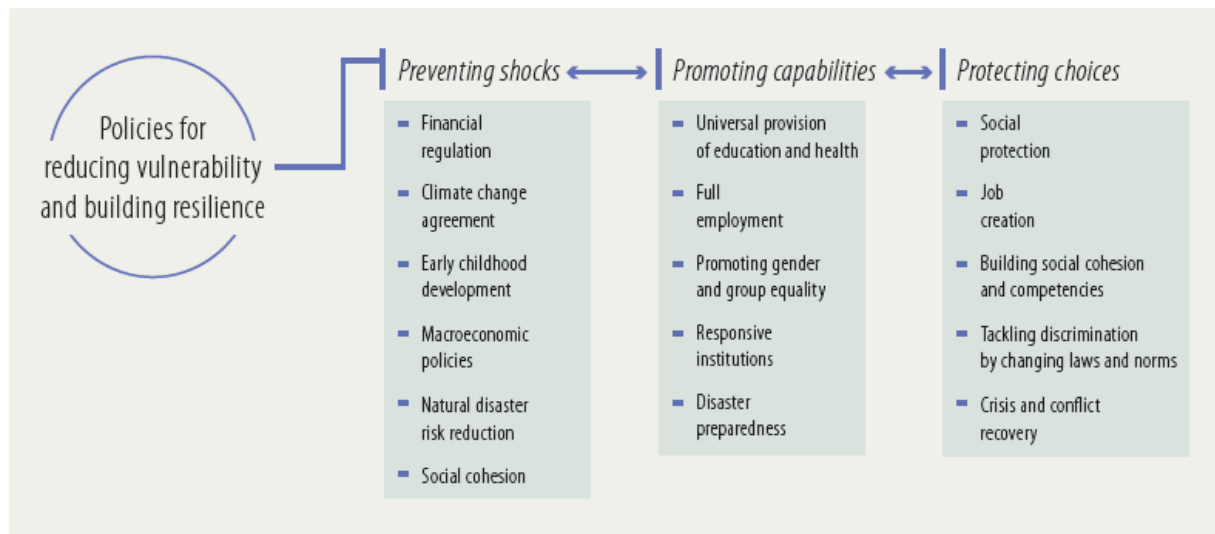 Policies for
reducing vulnerability
and building resilience
Preventing shocks
Financial
regulation
Climate change
agreement
Early childhood
development
Macroeconomic
policies
Natural disaster
risk reduction
Social cohesion
Promoting capabilities
Universal provision
of education and health
Full
employment
Promoting gender
and group equality
Responsive
institutions
Disaster
preparedness
Protecting choices
Social
protection
Job
creation
Building social cohesion
and competencies
Tackling discrimination
by changing laws and norms
Crisis and conflict
recovery